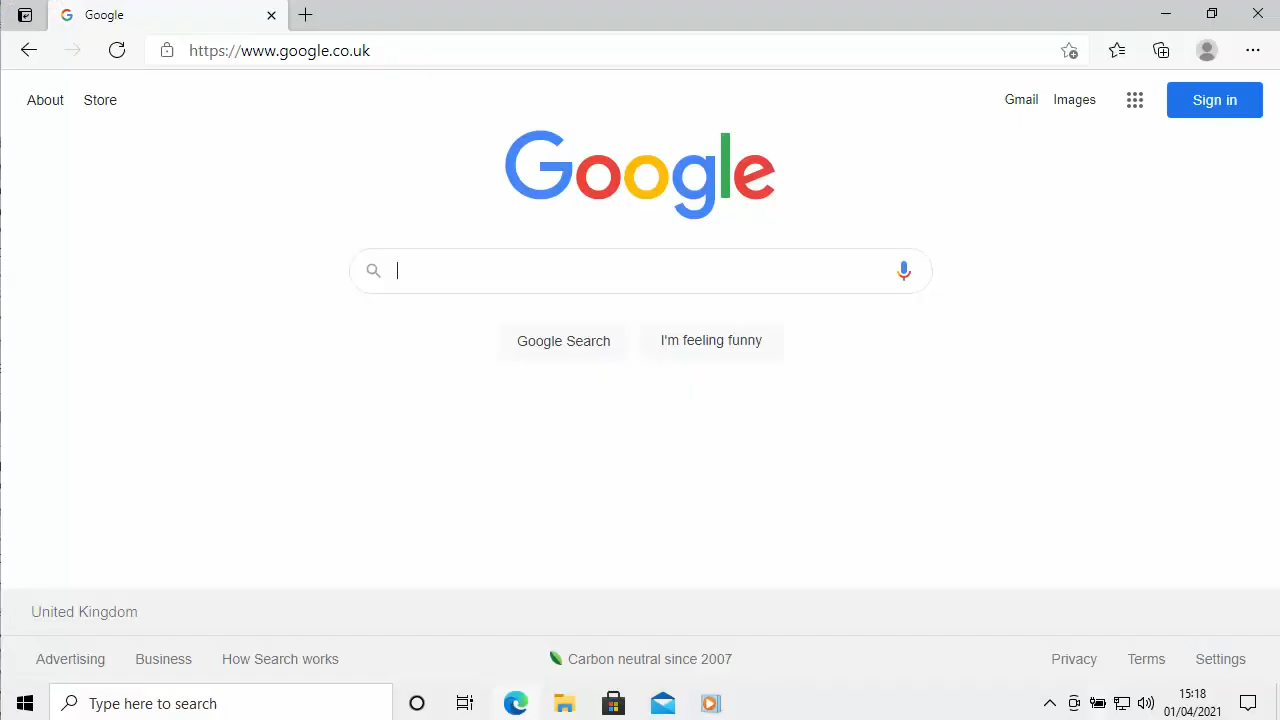 Google
https://www.google.co.uk
About Store Gmail Images Sign in
Google
Google Search I'm feeling funny
United Kingdom
Advertising Business How Search works Carbon neutral since 2007 Privacy Terms Settings
Type here to search
15:18
01/04/2021